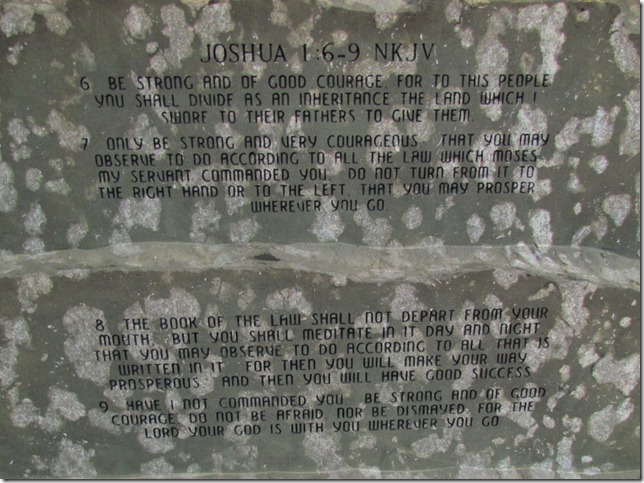 JOSHUA 1:6-9 NKJV
6 BE STRONG AND OF GOOD COURAGE, FOR TO THIS PEOPLE
YOU SHALL DIVIDE AS AN INHERITANCE THE LAND WHICH I
SWORE TO THEIR FATHERS TO GIVE THEM.
7 ONLY BE STRONG AND VERY COURAGEOUS, THAT YOU MAY
OBSERVE TO DO ACCORDING TO ALL THE LAW WHICH MOSES
MY SERVANT COMMANDED YOU. DO NOT TURN FROM IT TO
THE RIGHT HAND OR TO THE LEFT, THAT YOU MAY PROSPER
WHEREVER YOU GO.
8 THE BOOK OF THE LAW SHALL NOT DEPART FROM YOUR
MOUTH, BUT YOU SHALL MEDITATE IN IT DAY AND NIGHT,
THAT YOU MAY OBSERVE TO DO ACCORDING TO ALL THAT IS
WRITTEN IN IT. FOR THEN YOU WILL MAKE YOUR WAY
PROSPEROUS, AND THEN YOU WILL HAVE GOOD SUCCESS
9 HAVE I NOT COMMANDED YOU BE STRONG AND OF GOOD
COURAGE. DO NOT BE AFRAID, NOR BE DISMAYED, FOR THE
LORD YOUR GOD IS WITH YOU WHEREVER YOU GO